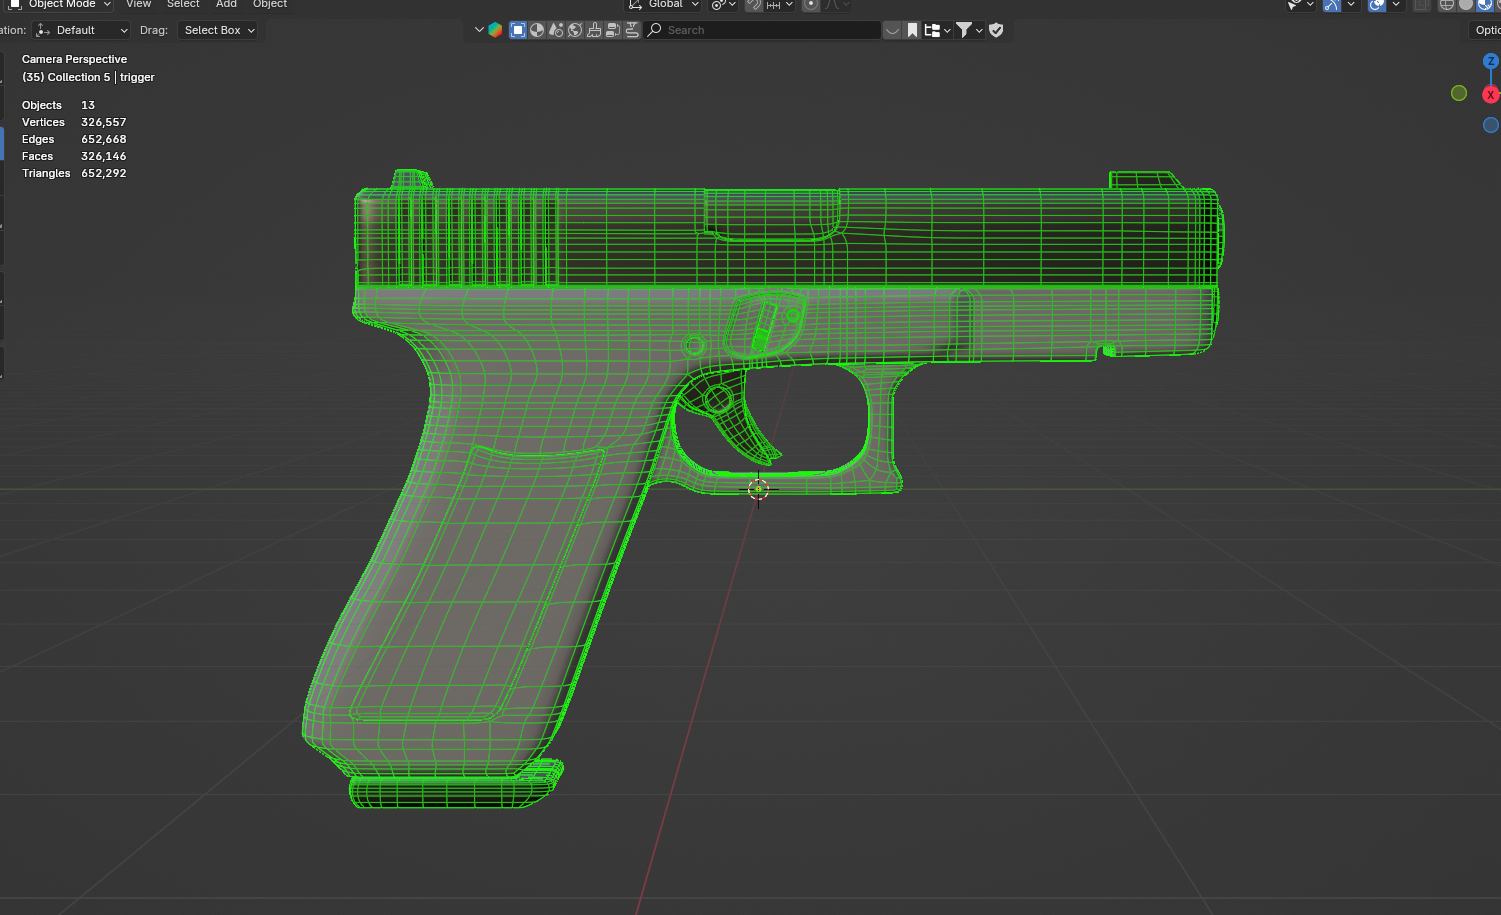 Object Mode View Select Add Object Global
ation: Default Drag: Select Box Search Optic
Camera Perspective
(35) Collection 5 | trigger
Objects 13
Vertices 326,557
Edges 652,668
Faces 326,146
Triangles 652,292
Z
X